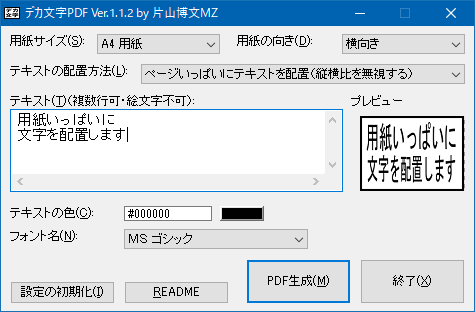 デカ文字PDF Ver.1.1.2 by 片山博文MZ
用紙サイズ(S): A4 用紙 用紙の向き(D): 横向き
テキストの配置方法(L): ページいっぱいにテキストを配置(縦横比を無視する)
テキスト(T)(複数行可・絵文字不可): プレビュー
用紙いっぱいに
文字を配置します
用紙いっぱいに
文字を配置します
テキストの色(C): #000000
フォント名(N): MS ゴシック
設定の初期化(I) README PDF生成(M) 終了(X)